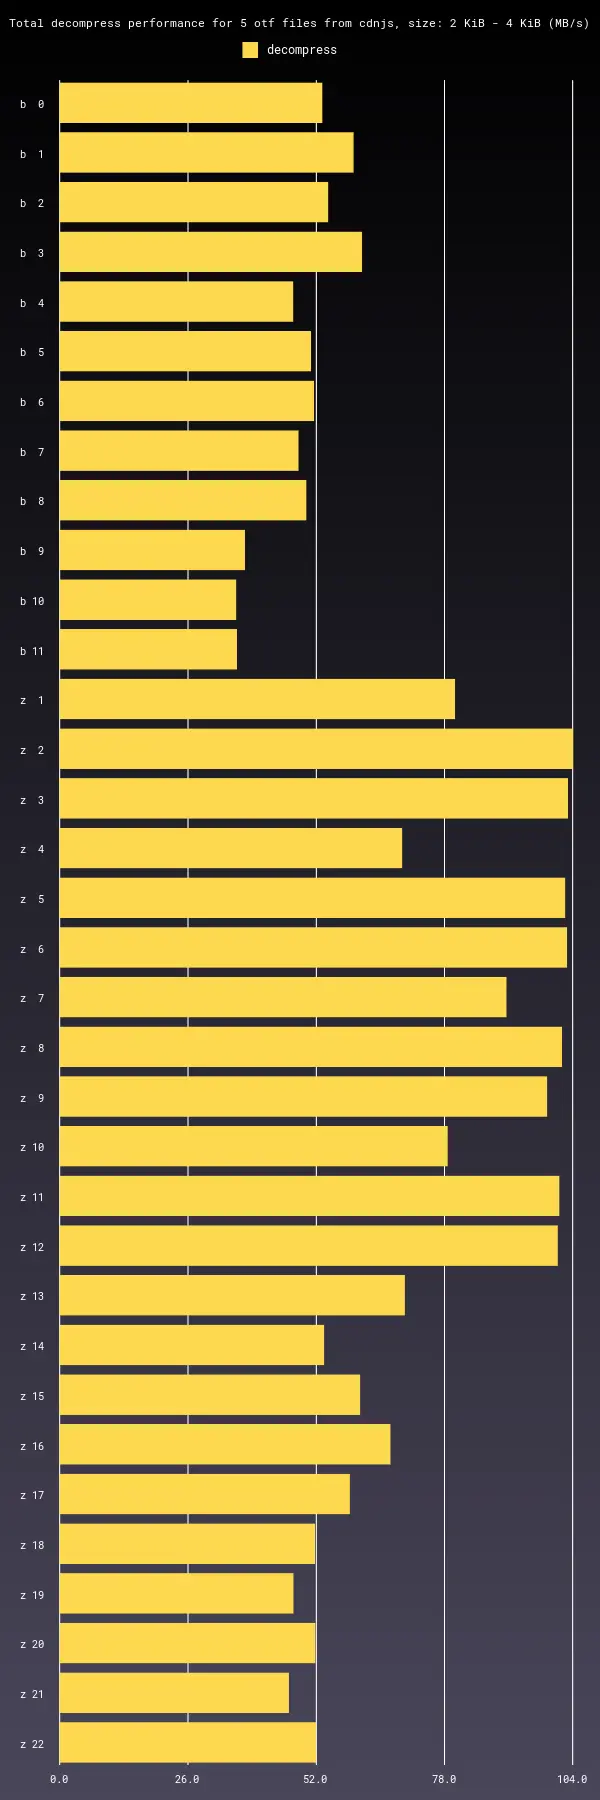 Total decompress performance for 5 otf files from cdnjs, size: 2 KiB - 4 KiB (MB/s)
decompress
b  0
b  1
b  2
b  3
b  4
b  5
b  6
b  7
b  8
b  9
b 10
b 11
z  1
z  2
z  3
z  4
z  5
z  6
z  7
z  8
z  9
z 10
z 11
z 12
z 13
z 14
z 15
z 16
z 17
z 18
z 19
z 20
z 21
z 22
0.0 26.0 52.0 78.0 104.0